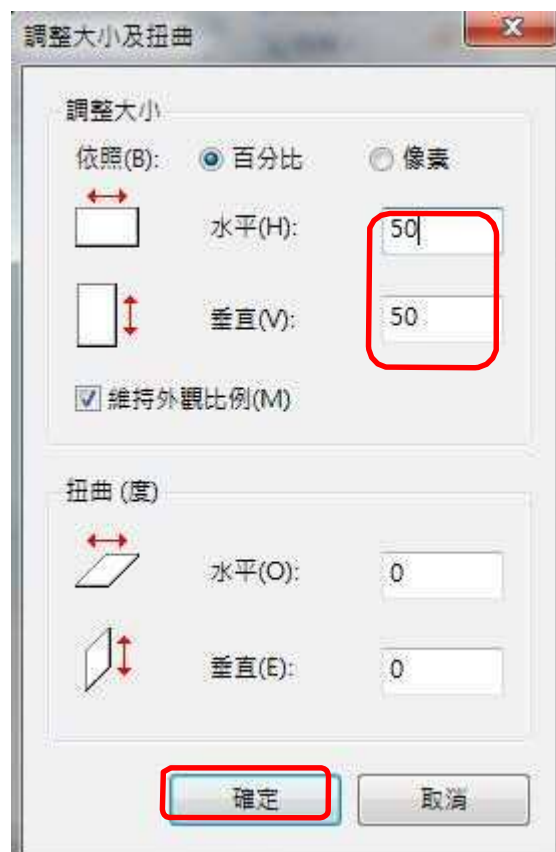 調整大小及扭曲
調整大小
依照(B): 百分比 像素
水平(H): 50
垂直(V): 50
維持外觀比例(M)
扭曲 (度)
水平(O): 0
垂直(E): 0
確定 取消